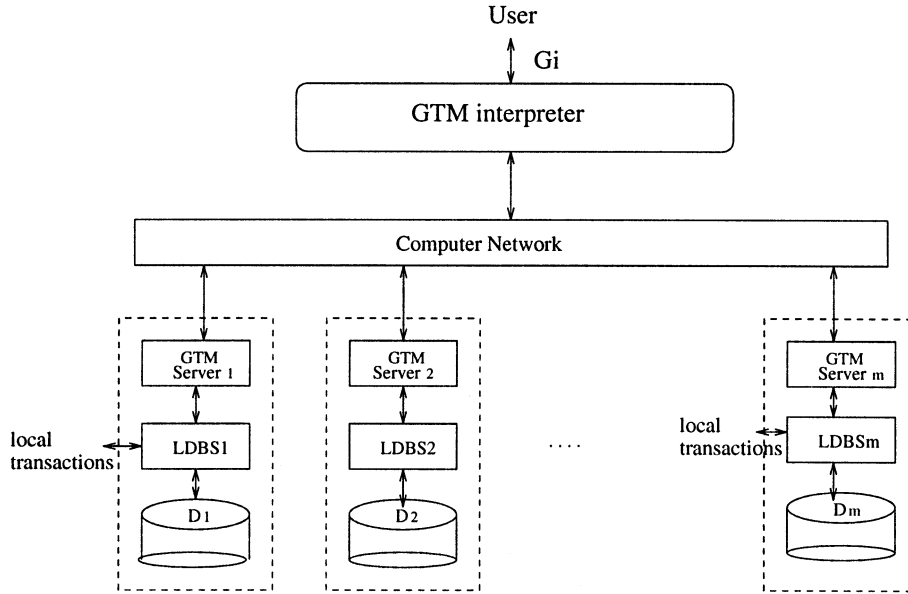 User
Gi
GTM interpreter
Computer Network
GTM
Server 1
GTM
Server 2
GTM
Server m
local
transactions
LDBS1
LDBS2
....
local
transactions
LDBSm
D1
D2
Dm